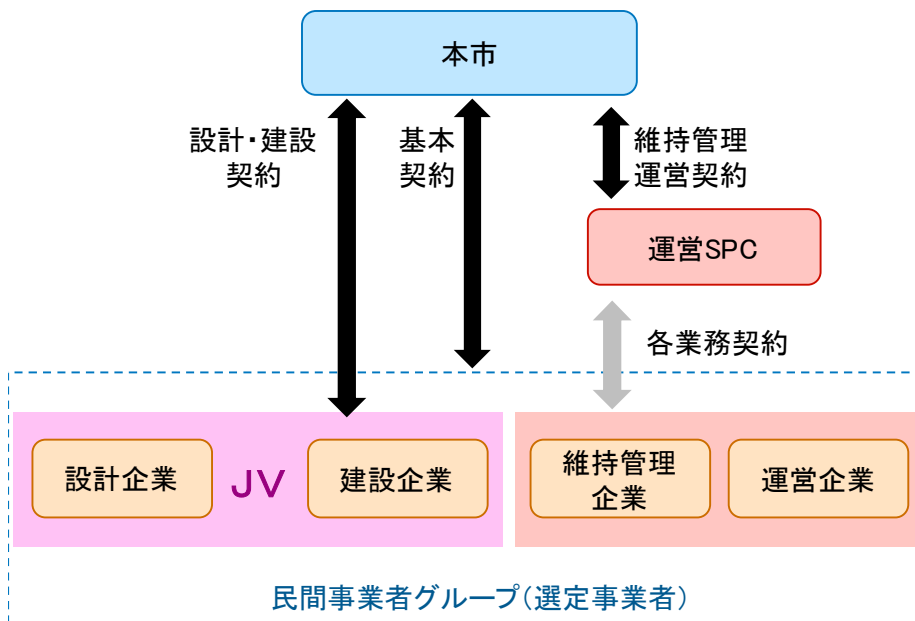 本市
設計・建設
契約
基本
契約
維持管理
運営契約
運営SPC
各業務契約
設計企業
JV
建設企業
維持管理
企業
運営企業
民間事業者グループ(選定事業者)